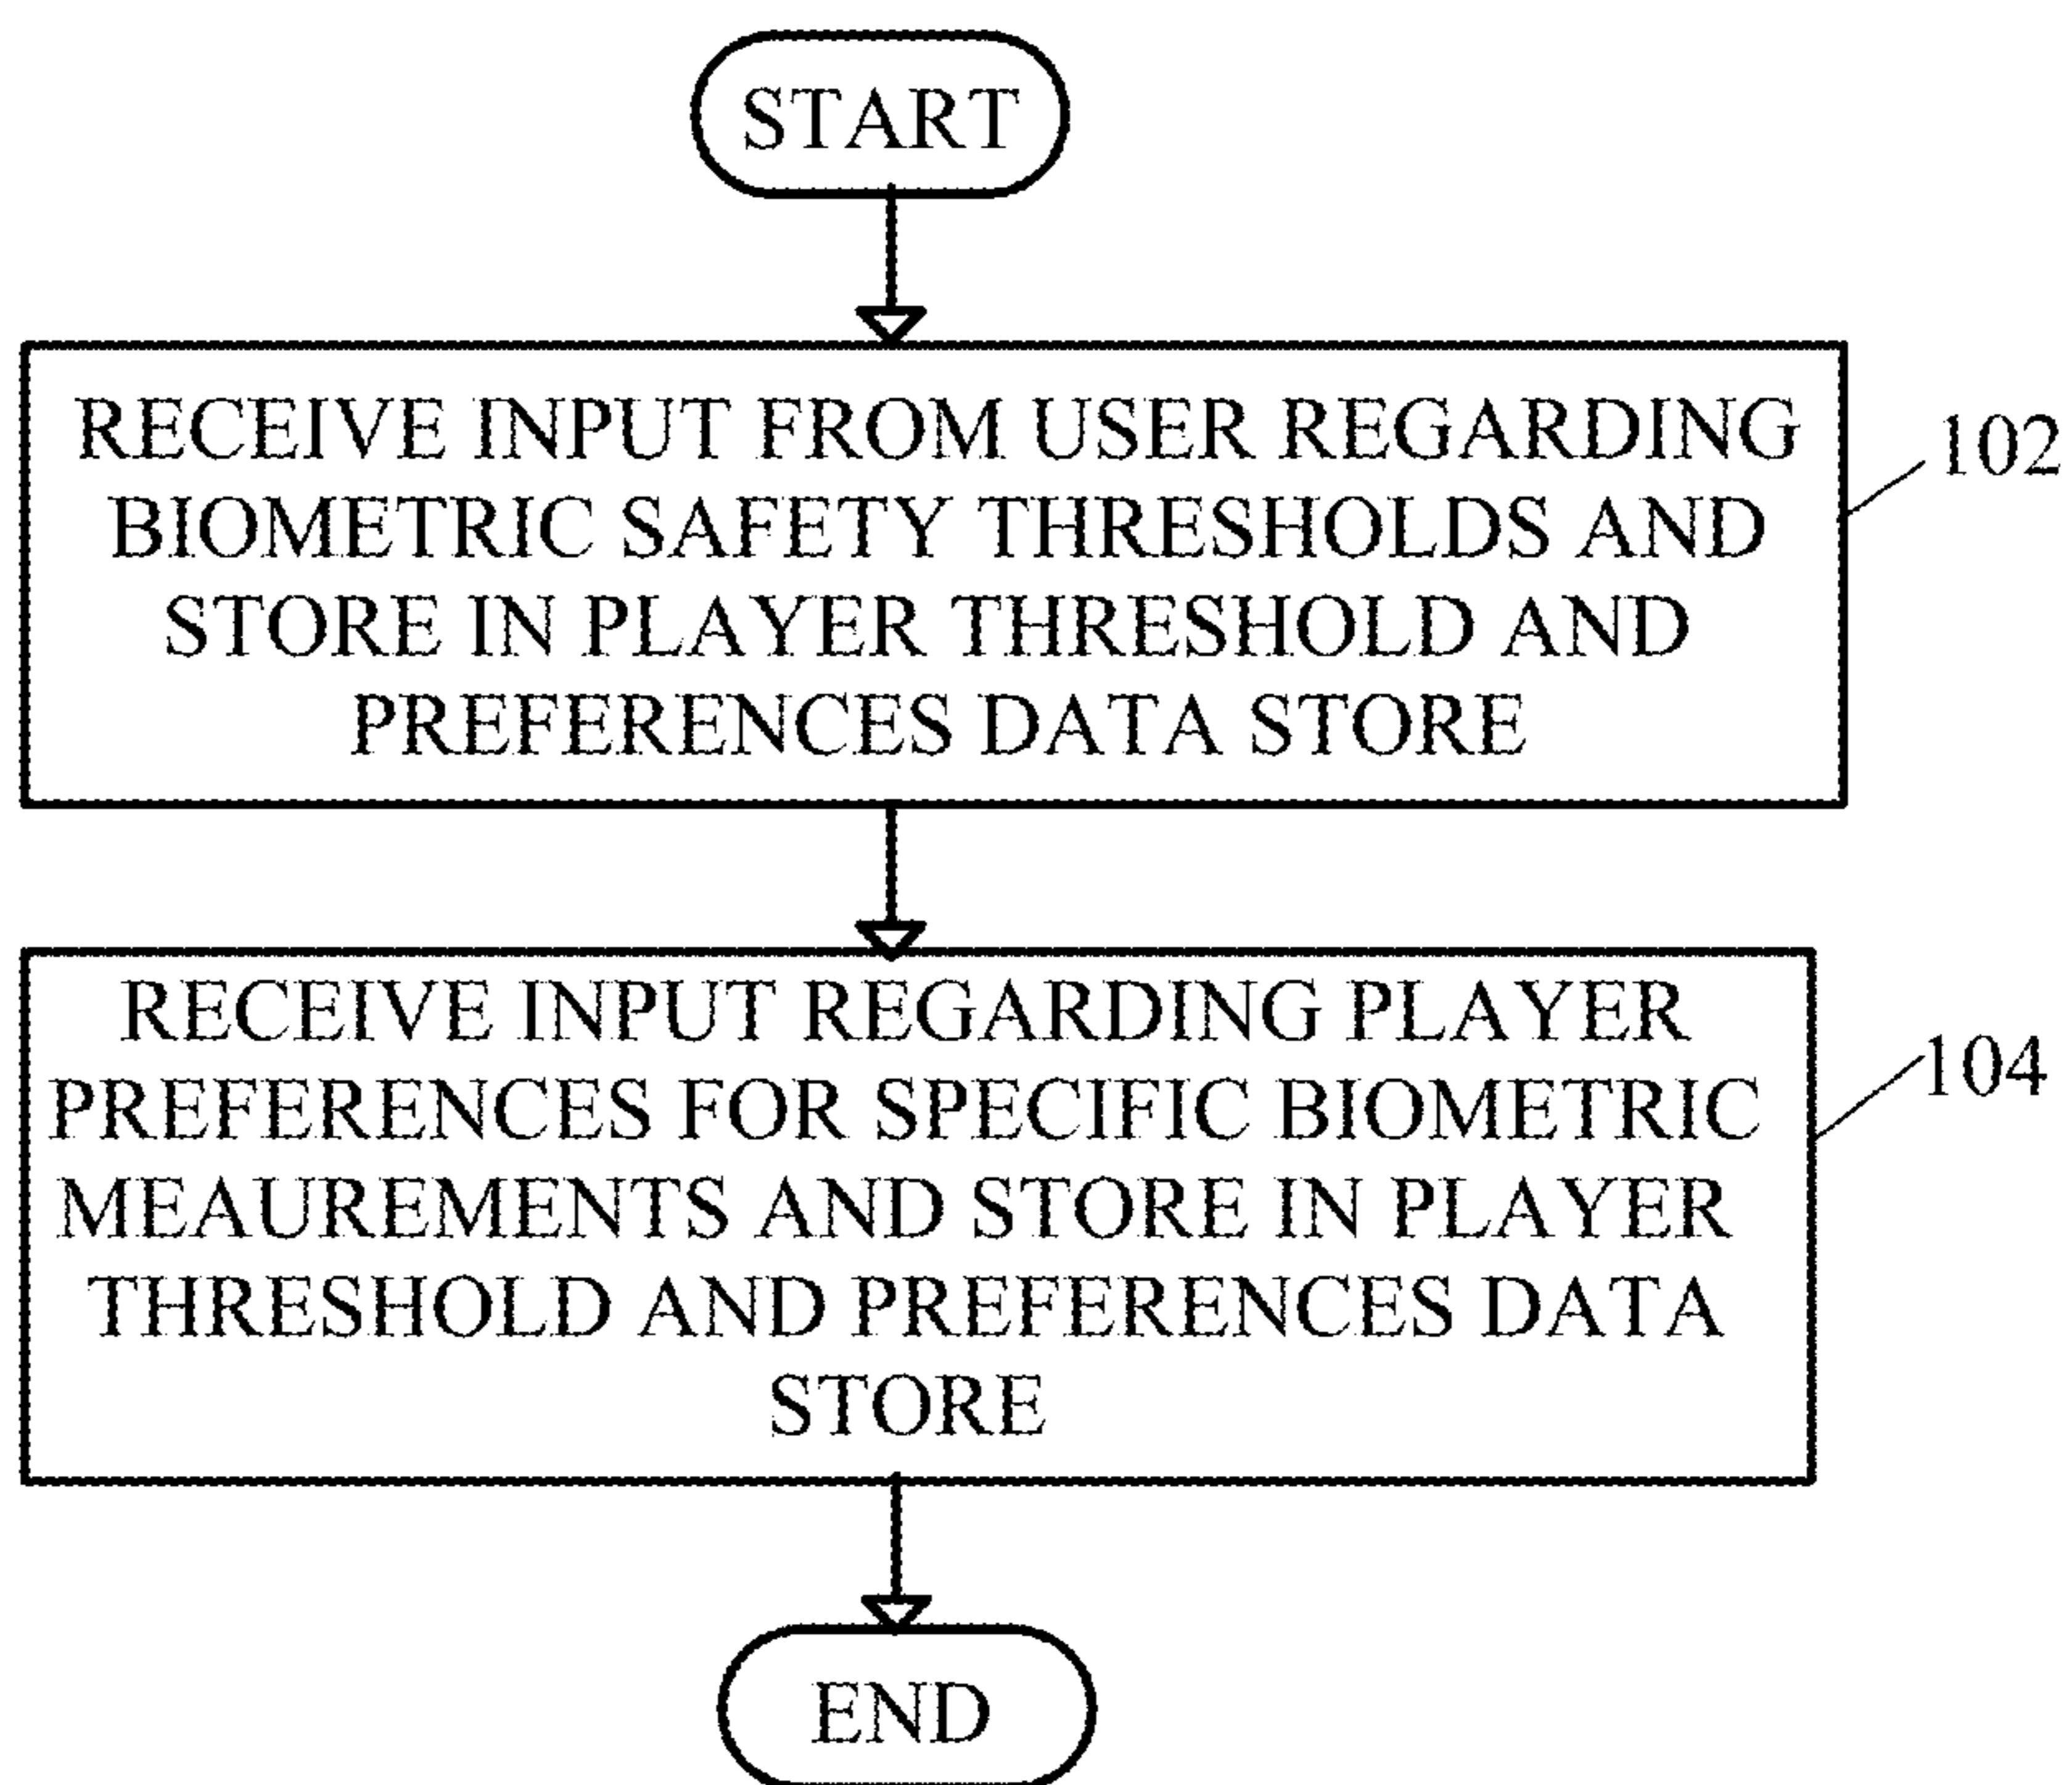 START
RECEIVE INPUT FROM USER REGARDING
BIOMETRIC SAFETY THRESHOLDS AND
STORE IN PLAYER THRESHOLD AND
PREFERENCES DATA STORE
102
RECEIVE INPUT REGARDING PLAYER
PREFERENCES FOR SPECIFIC BIOMETRIC
MEAUREMENTS AND STORE IN PLAYER
THRESHOLD AND PREFERENCES DATA
STORE
104
END